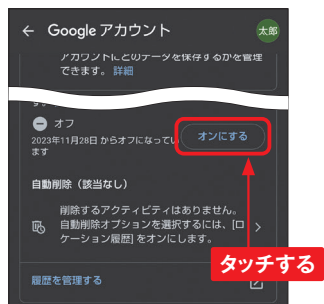 ← Google アカウント
太郎
アカウントにどのデータを保存するかを管理
できます。 詳細
オフ
2023年11月28日 からオフになってい
ます
オンにする
自動削除（該当なし）
削除するアクティビティはありません。
自動削除オプションを選択するには、[ロ
ケーション履歴] をオンにします。
履歴を管理する
タッチする